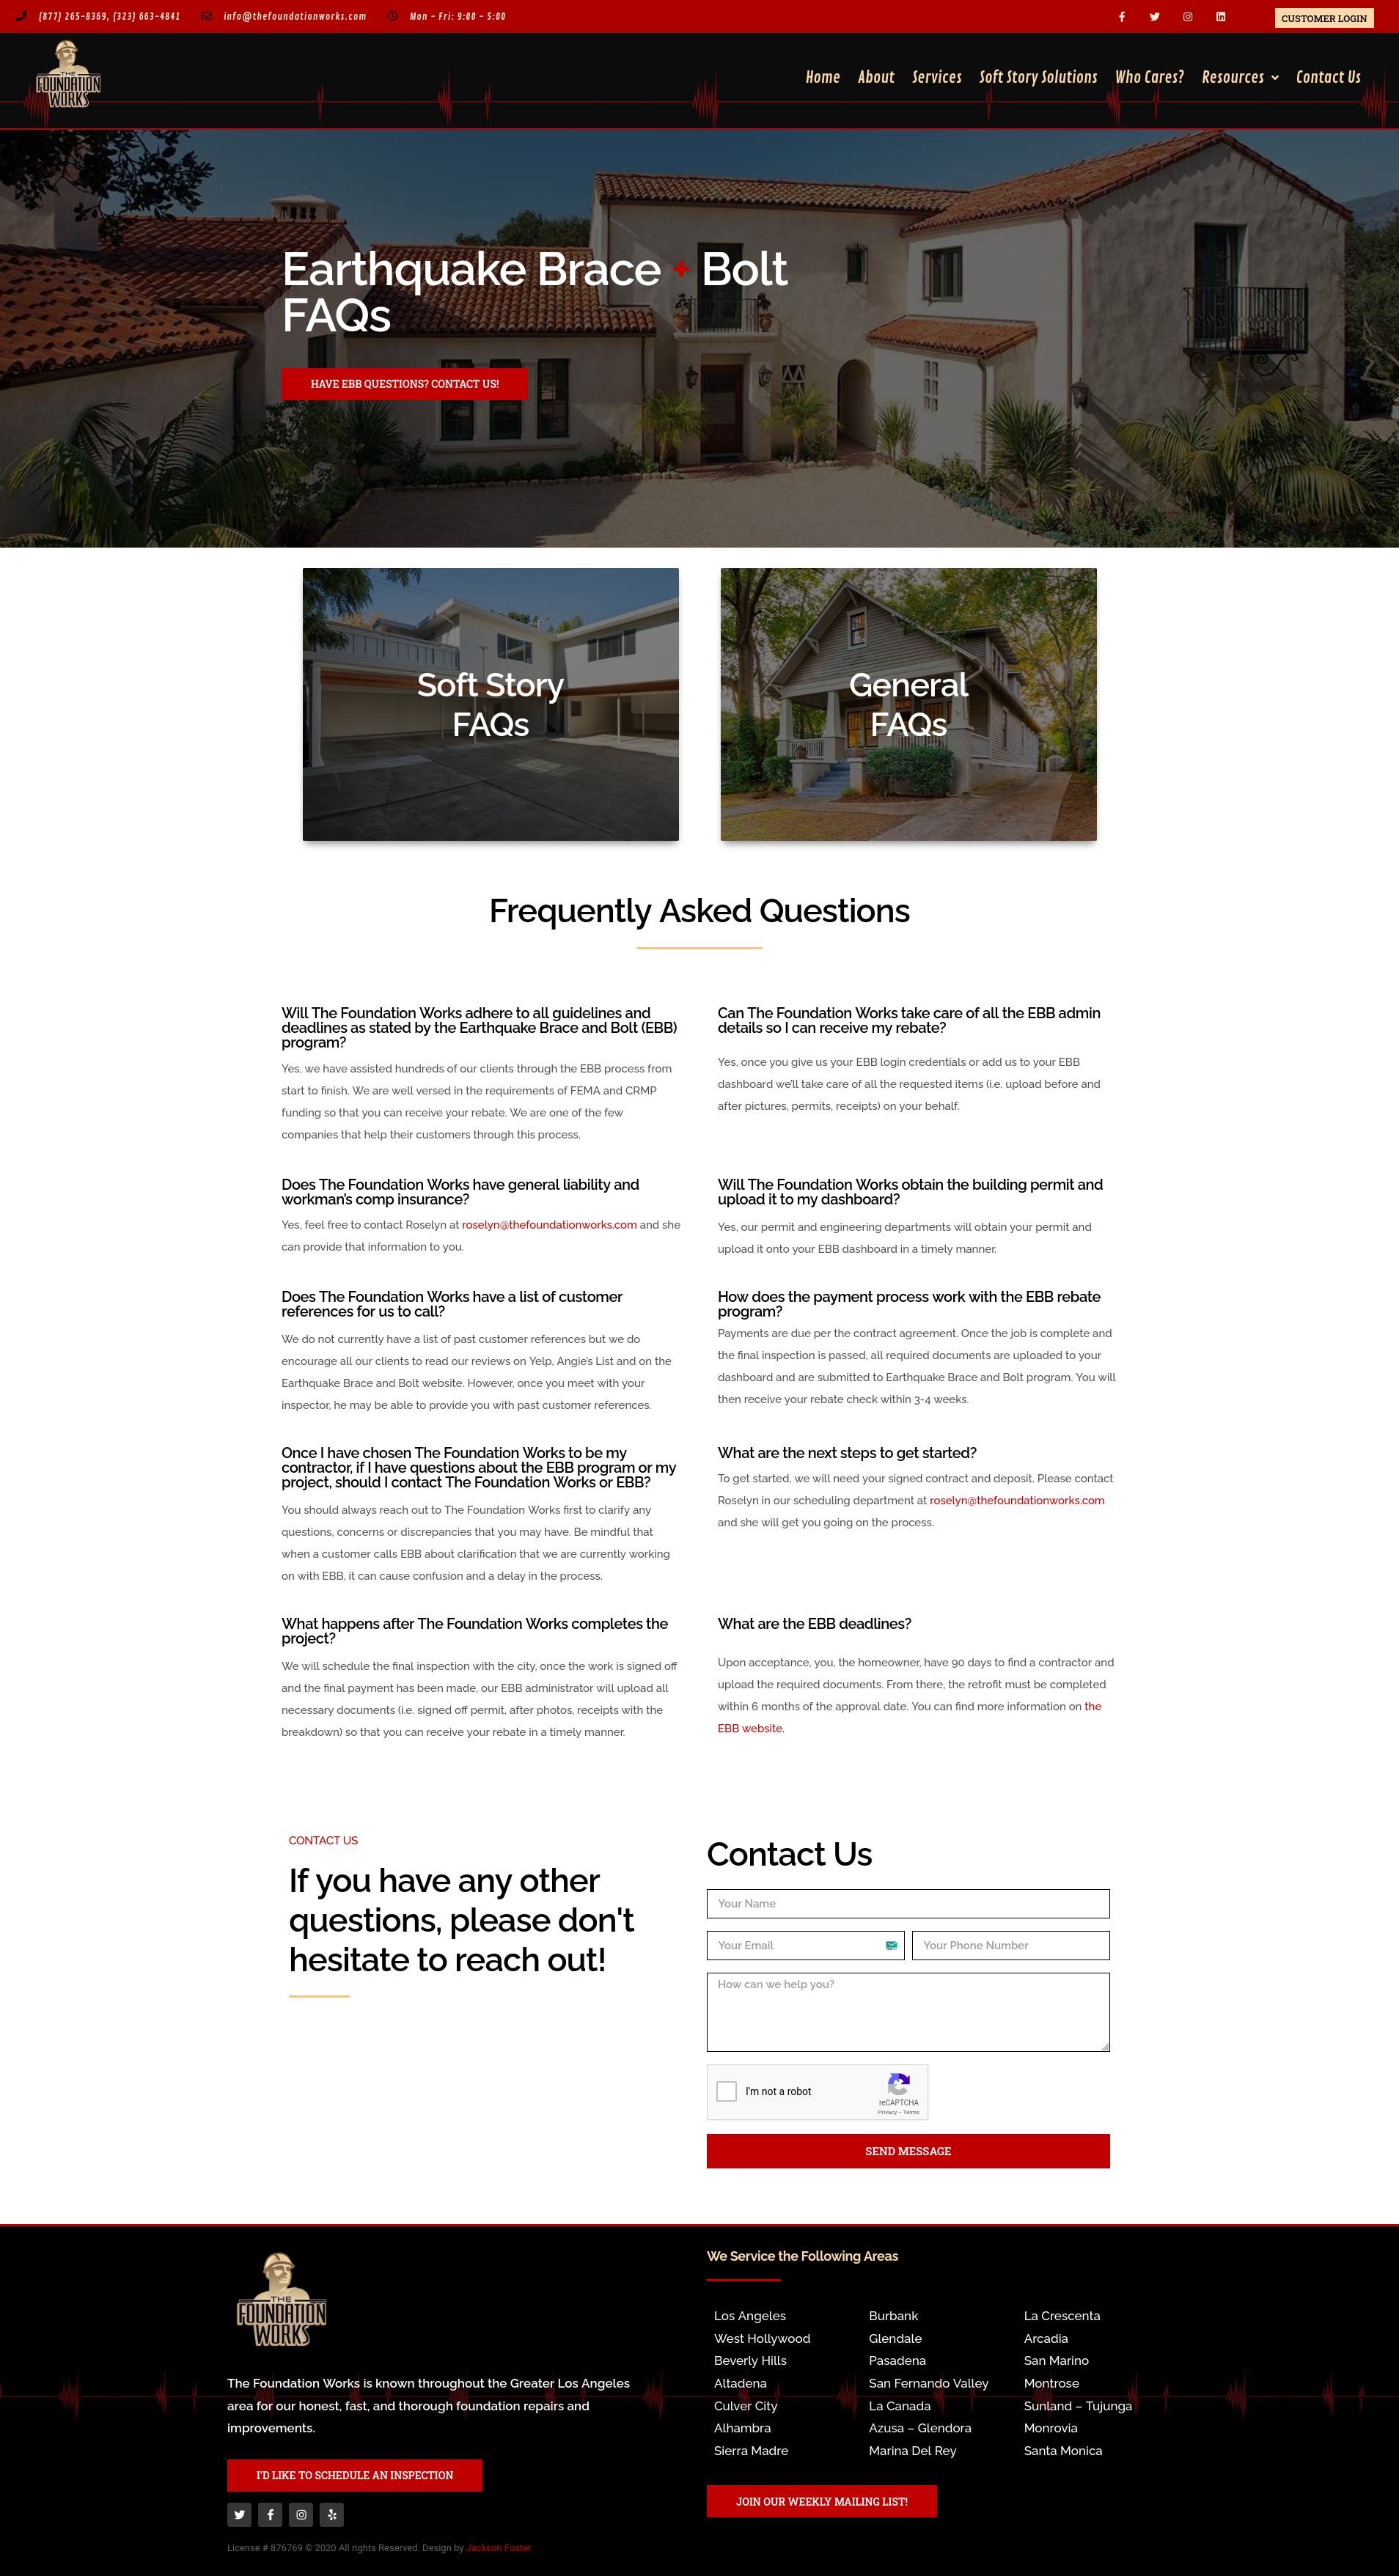 (877) 265-8369, (323) 663-4841
info@thefoundationworks.com
Mon - Fri: 9:00 - 5:00
CUSTOMER LOGIN
THE
FOUNDATION
WORKS
Home
About
Services
Soft Story Solutions
Who Cares?
Resources
Contact Us
Earthquake Brace + Bolt
FAQs
HAVE EBB QUESTIONS? CONTACT US!
Soft Story
FAQs
General
FAQs
Frequently Asked Questions
Will The Foundation Works adhere to all guidelines and
deadlines as stated by the Earthquake Brace and Bolt (EBB)
program?
Yes, we have assisted hundreds of our clients through the EBB process from
start to finish. We are well versed in the requirements of FEMA and CRMP
funding so that you can receive your rebate. We are one of the few
companies that help their customers through this process.
Can The Foundation Works take care of all the EBB admin
details so I can receive my rebate?
Yes, once you give us your EBB login credentials or add us to your EBB
dashboard we'll take care of all the requested items (i.e. upload before and
after pictures, permits, receipts) on your behalf.
Does The Foundation Works have general liability and
workman's comp insurance?
Yes, feel free to contact Roselyn at roselyn@thefoundationworks.com and she
can provide that information to you.
Will The Foundation Works obtain the building permit and
upload it to my dashboard?
Yes, our permit and engineering departments will obtain your permit and
upload it onto your EBB dashboard in a timely manner.
Does The Foundation Works have a list of customer
references for us to call?
We do not currently have a list of past customer references but we do
encourage all our clients to read our reviews on Yelp, Angie's List and on the
Earthquake Brace and Bolt website. However, once you meet with your
inspector, he may be able to provide you with past customer references.
How does the payment process work with the EBB rebate
program?
Payments are due per the contract agreement. Once the job is complete and
the final inspection is passed, all required documents are uploaded to your
dashboard and are submitted to Earthquake Brace and Bolt program. You will
then receive your rebate check within 3-4 weeks.
Once I have chosen The Foundation Works to be my
contractor, if I have questions about the EBB program or my
project, should I contact The Foundation Works or EBB?
You should always reach out to The Foundation Works first to clarify any
questions, concerns or discrepancies that you may have. Be mindful that
when a customer calls EBB about clarification that we are currently working
on with EBB, it can cause confusion and a delay in the process.
What are the next steps to get started?
To get started, we will need your signed contract and deposit. Please contact
Roselyn in our scheduling department at roselyn@thefoundationworks.com
and she will get you going on the process.
What happens after The Foundation Works completes the
project?
We will schedule the final inspection with the city, once the work is signed off
and the final payment has been made, our EBB administrator will upload all
necessary documents (i.e. signed off permit, after photos, receipts with the
breakdown) so that you can receive your rebate in a timely manner.
What are the EBB deadlines?
Upon acceptance, you, the homeowner, have 90 days to find a contractor and
upload the required documents. From there, the retrofit must be completed
within 6 months of the approval date. You can find more information on the
EBB website.
CONTACT US
If you have any other
questions, please don't
hesitate to reach out!
Contact Us
Your Name
Your Email
Your Phone Number
How can we help you?
I'm not a robot
reCAPTCHA
Privacy - Terms
SEND MESSAGE
THE
FOUNDATION
WORKS
The Foundation Works is known throughout the Greater Los Angeles
area for our honest, fast, and thorough foundation repairs and
improvements.
I'D LIKE TO SCHEDULE AN INSPECTION
License # 876769 © 2020 All rights Reserved. Design by Jackson Foster
We Service the Following Areas
Los Angeles
West Hollywood
Beverly Hills
Altadena
Culver City
Alhambra
Sierra Madre
Burbank
Glendale
Pasadena
San Fernando Valley
La Canada
Azusa – Glendora
Marina Del Rey
La Crescenta
Arcadia
San Marino
Montrose
Sunland – Tujunga
Monrovia
Santa Monica
JOIN OUR WEEKLY MAILING LIST!